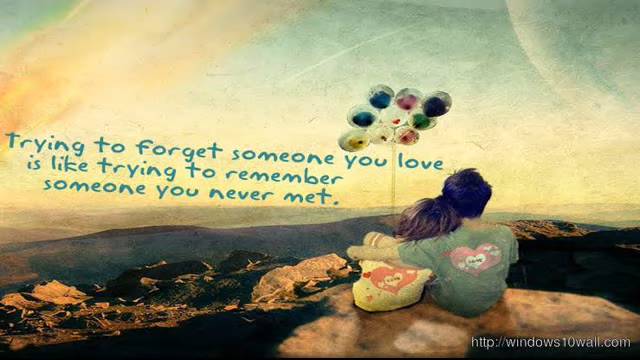 Trying to forget someone you love
is like trying to remember
someone you never met.
http://windows10wall.com